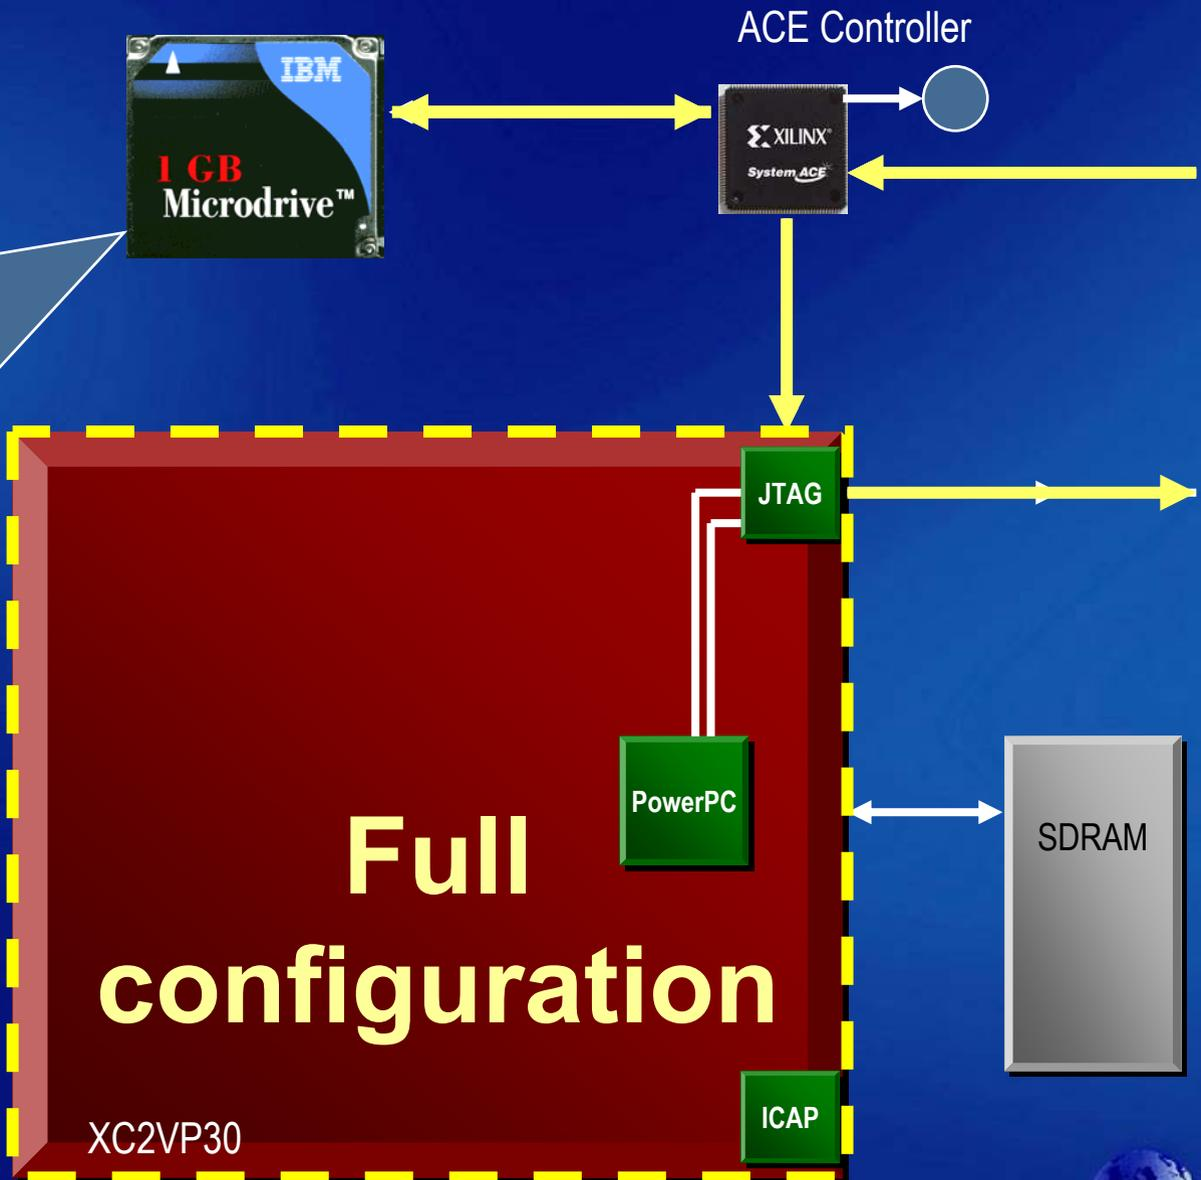 ACE Controller
IBM
1 GB
Microdrive™
XILINX®
System ACE
JTAG
PowerPC
SDRAM
Full
configuration
ICAP
XC2VP30